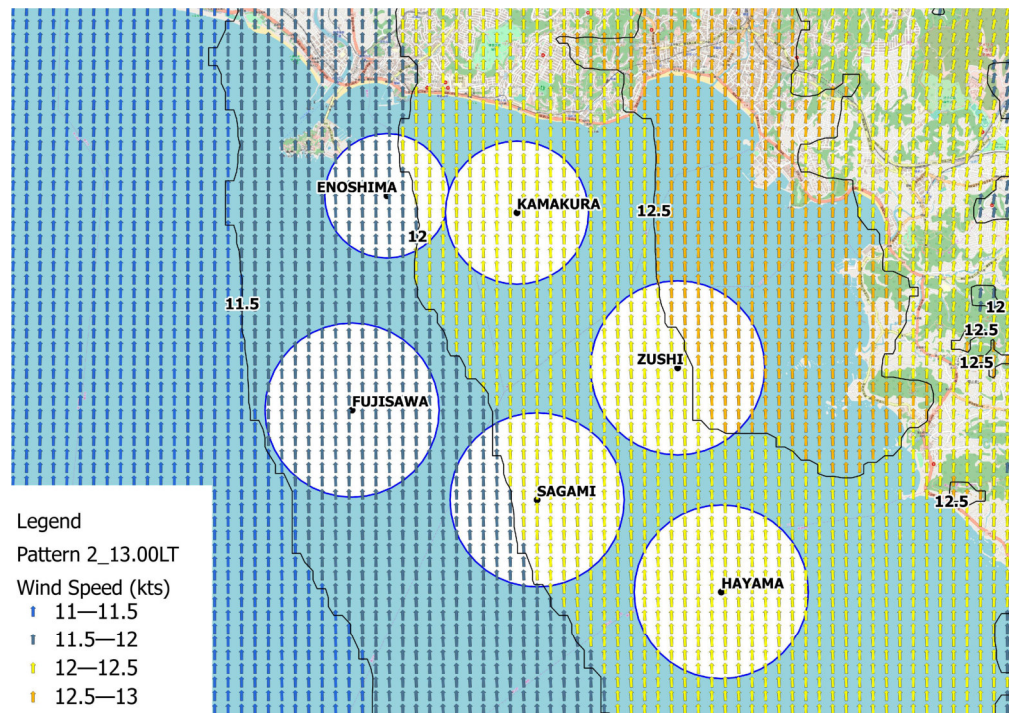 ENOSHIMA
KAMAKURA
12.5
12
11.5
12
12.5
ZUSHI
12.5
FUJISAWA
SAGAMI
12.5
HAYAMA
Legend
Pattern 2_13.00LT
Wind Speed (kts)
11—11.5
11.5—12
12—12.5
12.5—13